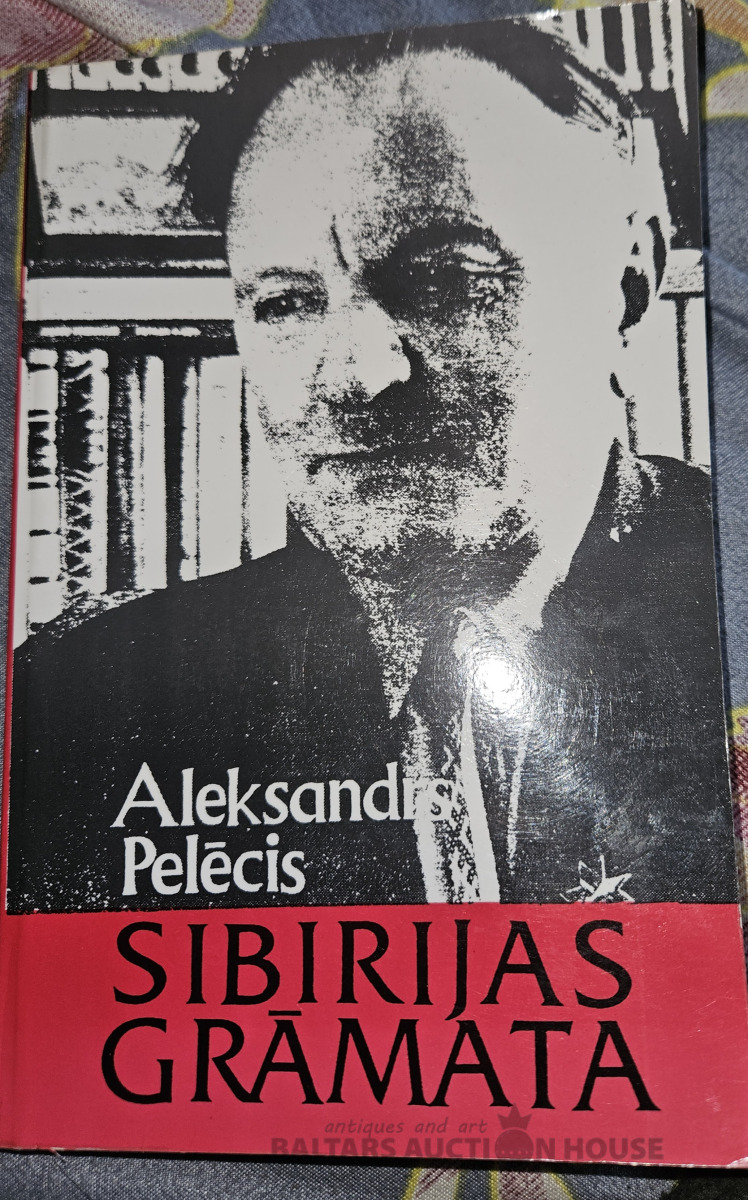 Aleksandrs
Pelēcis
SIBIRIJAS
GRĀMATA
antiques and art
BALTARS AUCTION HOUSE